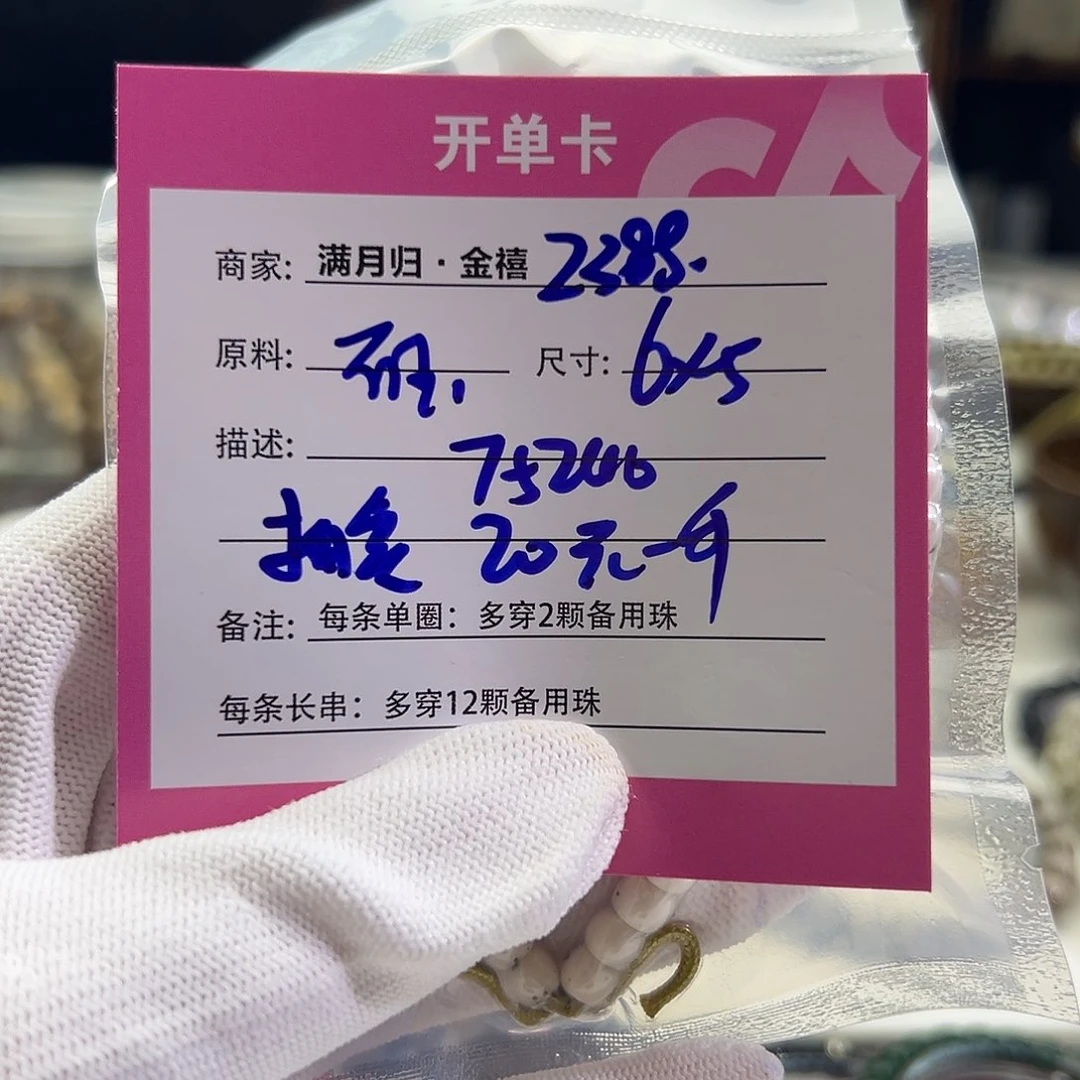 开单卡
商家: 满月归·金禧 2388.
原料: 尺寸: 6x5
描述:
20元一个
备注: 每条单圈：多穿2颗备用珠
每条长串：多穿12颗备用珠